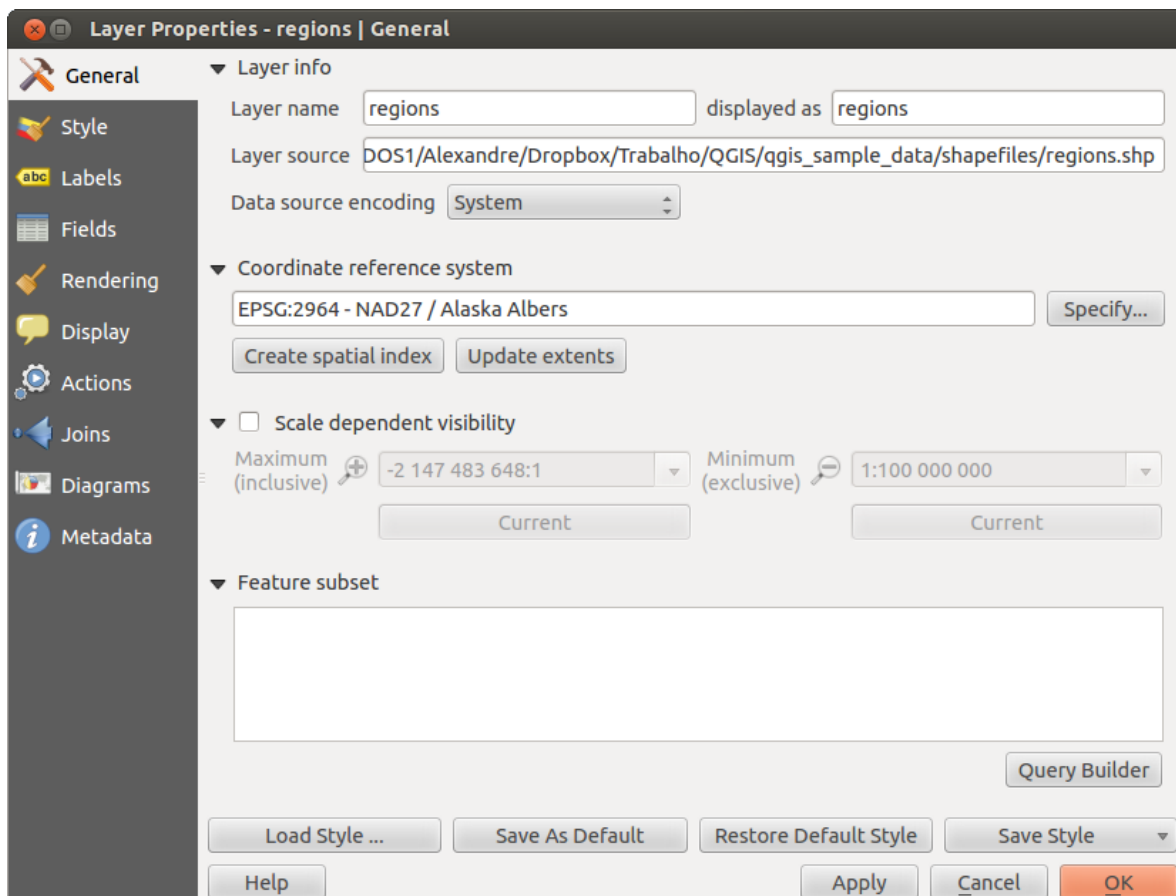 Layer Properties - regions | General
General
Style
abc Labels
Fields
Rendering
Display
Actions
Joins
Diagrams
i Metadata
Layer info
Layer name regions displayed as regions
Layer source DOS1/Alexandre/Dropbox/Trabalho/QGIS/qgis_sample_data/shapefiles/regions.shp
Data source encoding System
Coordinate reference system
EPSG:2964 - NAD27 / Alaska Albers Specify...
Create spatial index Update extents
Scale dependent visibility
Maximum (inclusive) -2 147 483 648:1 Minimum (exclusive) 1:100 000 000
Current Current
Feature subset
Query Builder
Load Style ... Save As Default Restore Default Style Save Style
Help Apply Cancel OK